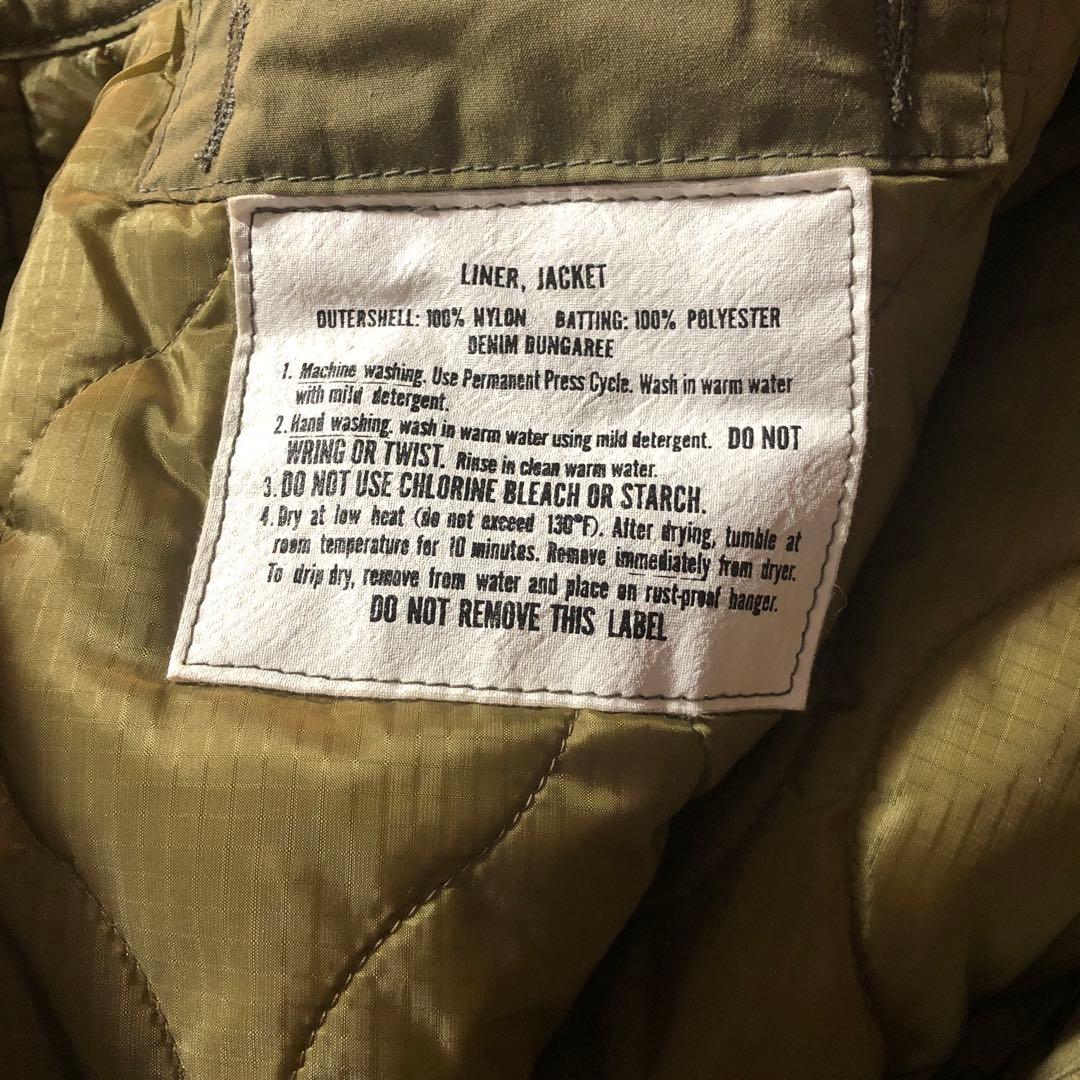 LINER, JACKET
OUTERSHELL: 100% NYLON BATTING: 100% POLYESTER
DENIM DUNGAREE
1. Machine washing. Use Permanent Press Cycle. Wash in warm water
with mild detergent.
2. Hand washing. wash in warm water using mild detergent. DO NOT
WRING OR TWIST. Rinse in clean warm water.
3. DO NOT USE CHLORINE BLEACH OR STARCH.
4. Dry at low heat (do not exceed 130°F). After drying, tumble at
room temperature for 10 minutes. Remove immediately from dryer.
To drip dry, remove from water and place on rust-proof hanger.
DO NOT REMOVE THIS LABEL